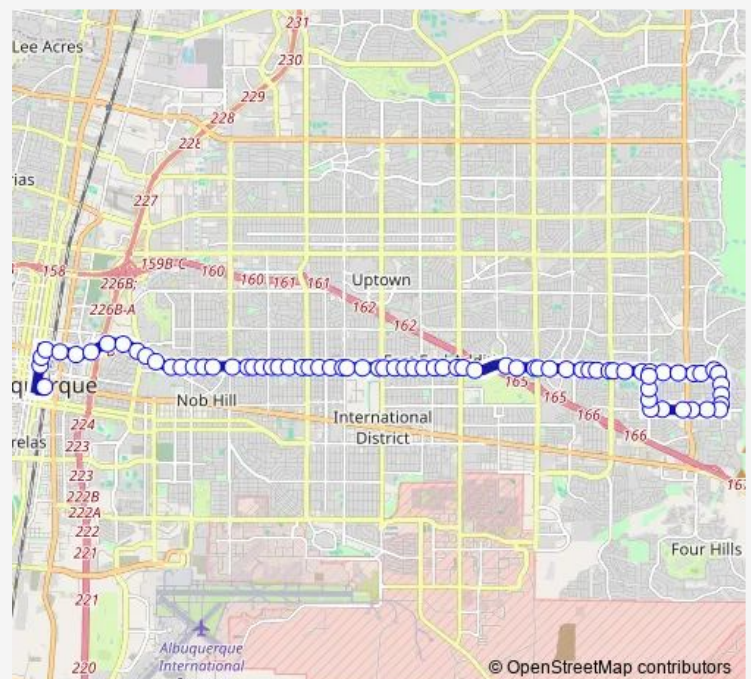 231
Lee Acres
230
229
228
228
227
158
159B-C
160
160
161
161
226B;
Uptown
162
226B-A
162
querque
165
Nob Hill
165
166
International
District
224
166
223
223
167
222B
222A
222
221
Four Hills
221
Albuquerque
International
220
© OpenStreetMap contributors